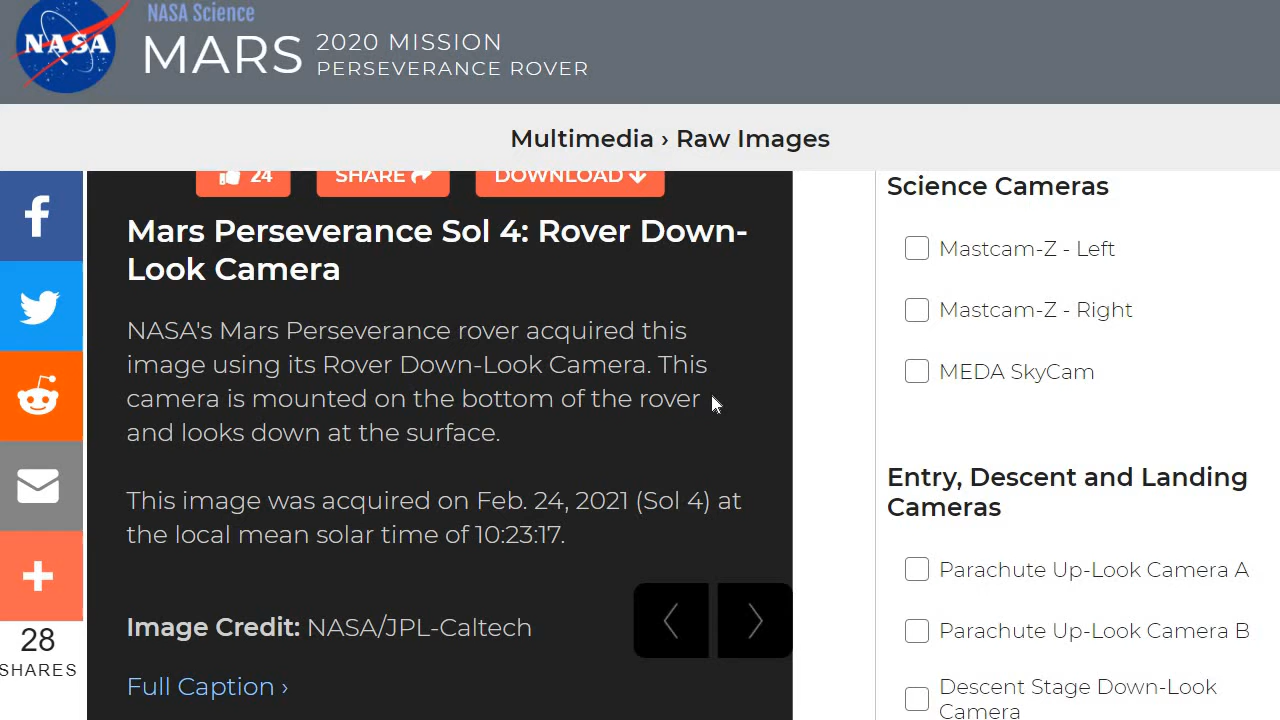 NASA
NASA Science
MARS
2020 MISSION
PERSEVERANCE ROVER
Multimedia › Raw Images
24
SHARE
DOWNLOAD
Mars Perseverance Sol 4: Rover Down-
Look Camera
NASA's Mars Perseverance rover acquired this
image using its Rover Down-Look Camera. This
camera is mounted on the bottom of the rover
and looks down at the surface.
This image was acquired on Feb. 24, 2021 (Sol 4) at
the local mean solar time of 10:23:17.
Image Credit: NASA/JPL-Caltech
Full Caption ›
28
SHARES
Science Cameras
Mastcam-Z - Left
Mastcam-Z - Right
MEDA SkyCam
Entry, Descent and Landing
Cameras
Parachute Up-Look Camera A
Parachute Up-Look Camera B
Descent Stage Down-Look
Camera